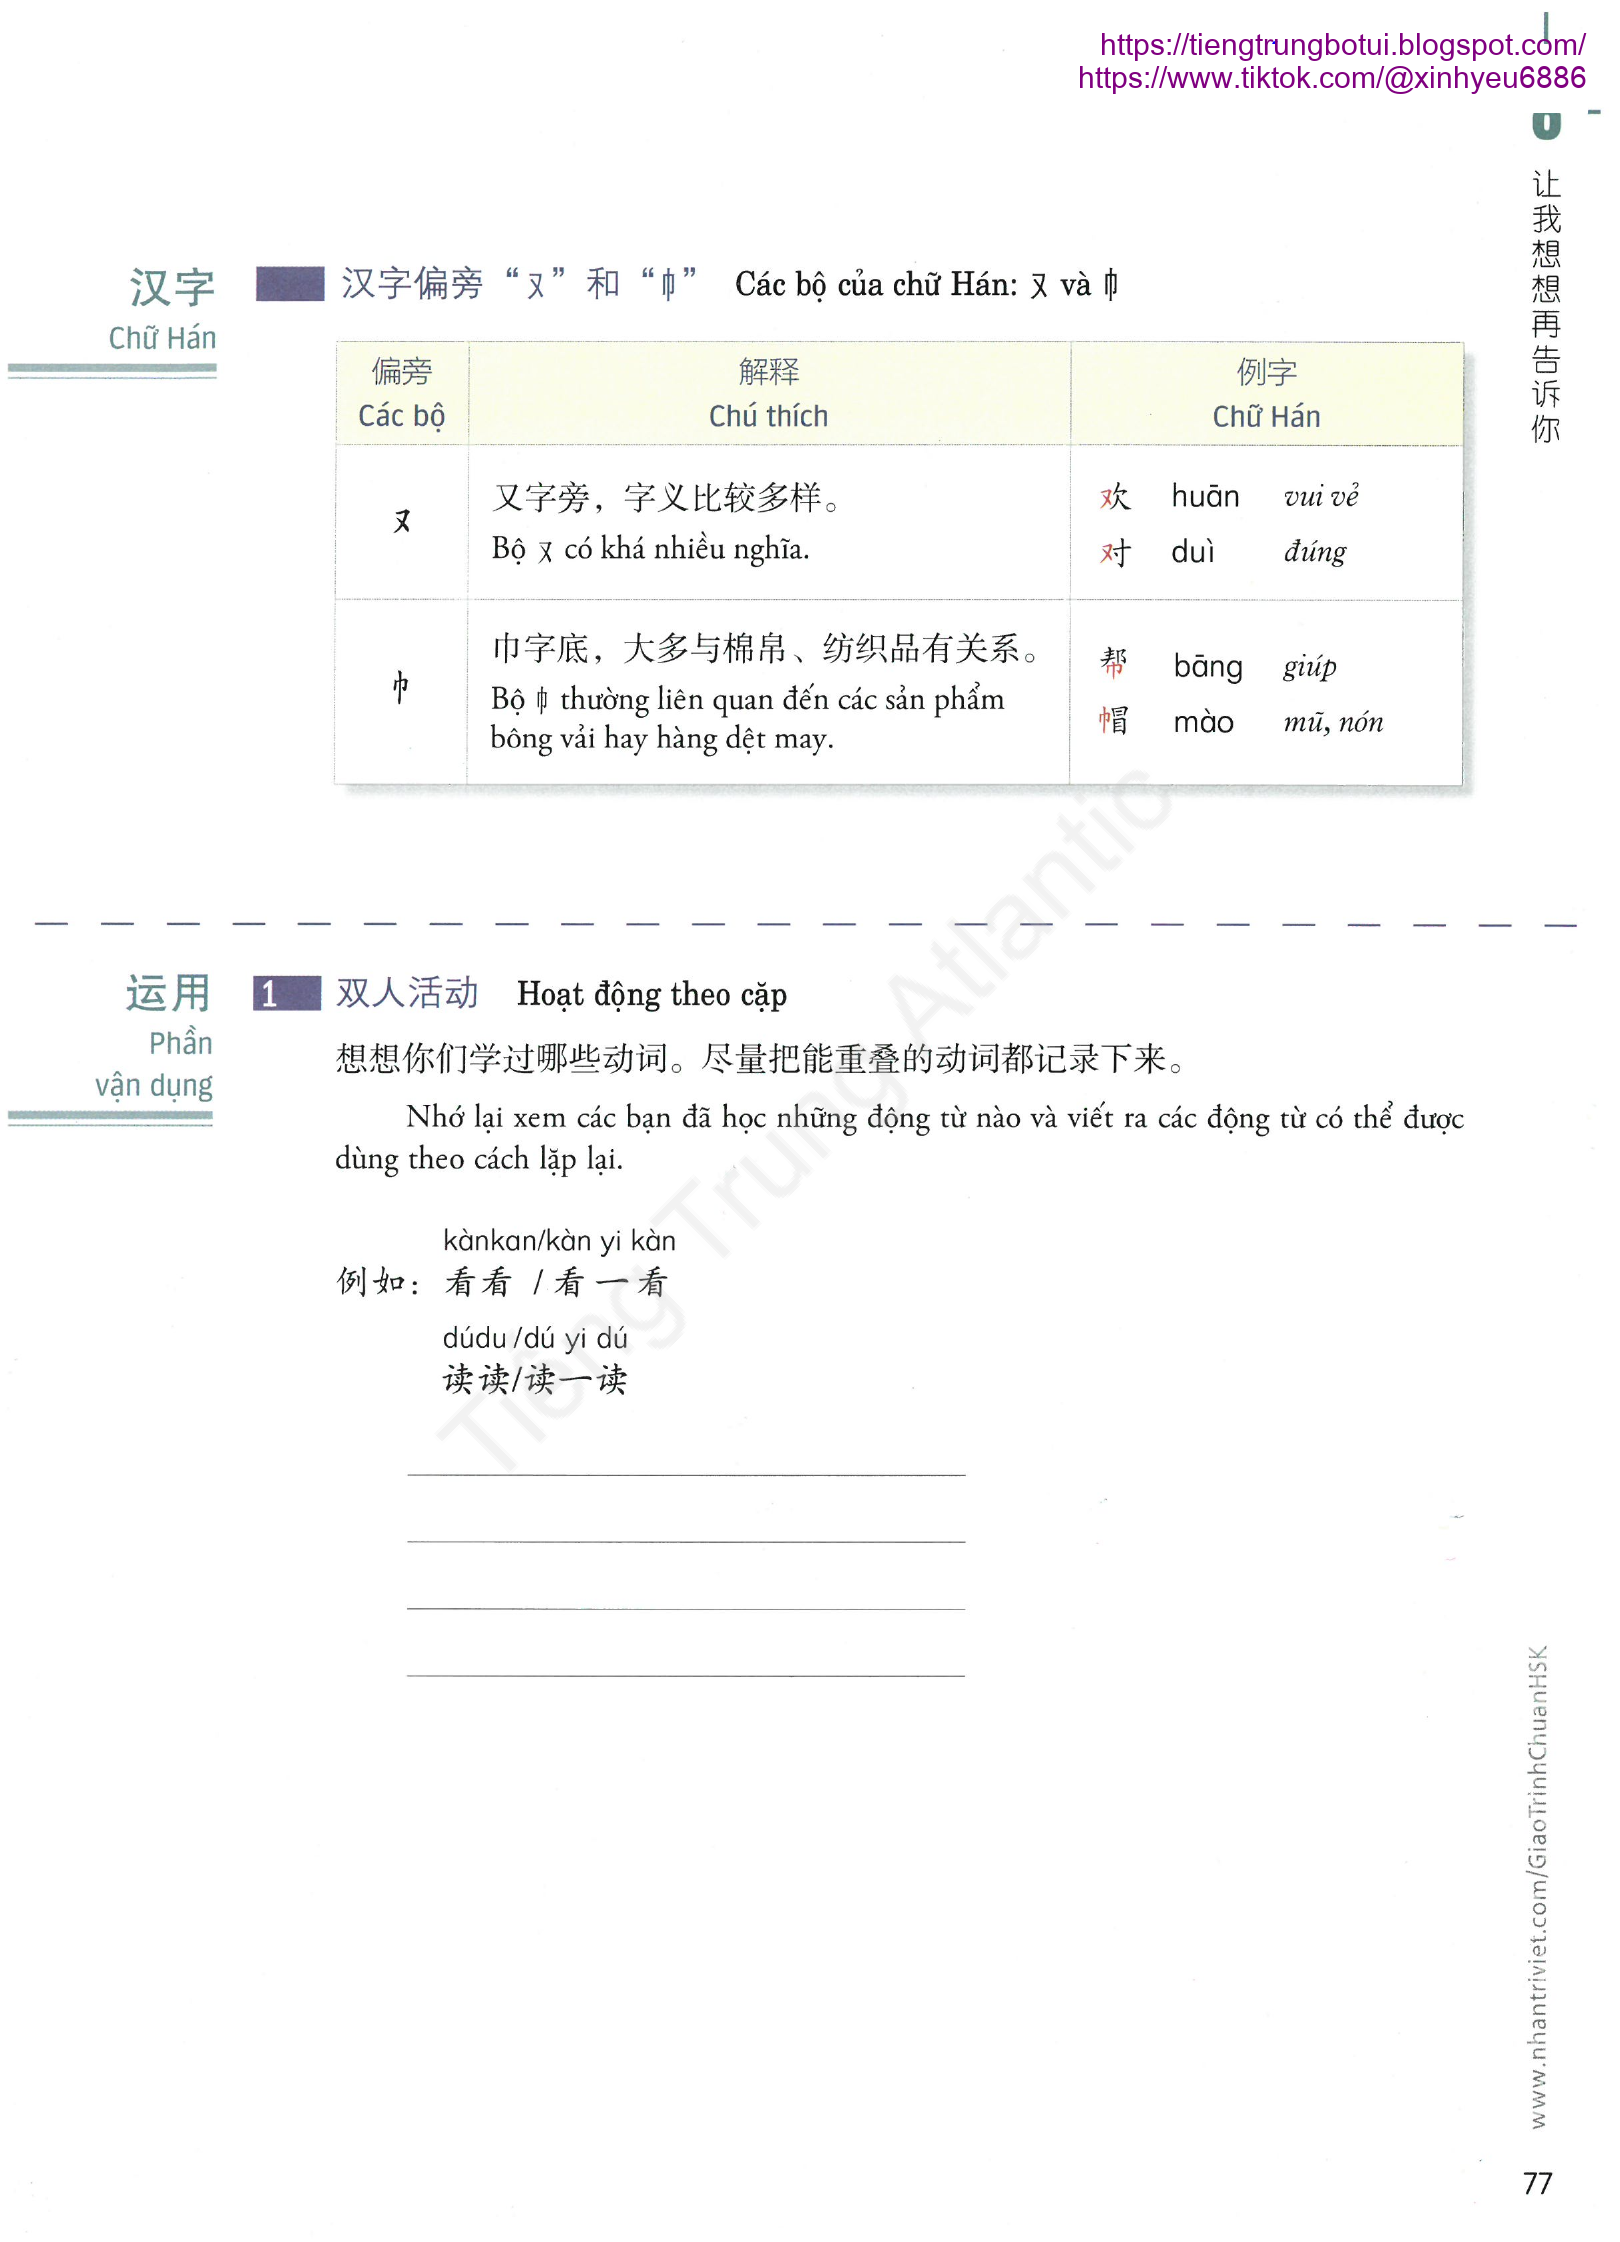 https://tiengtrungbotui.blogspot.com/
https://www.tiktok.com/@xinhyeu6886
让我想想再告诉你
汉字
Chữ Hán
汉字偏旁“又”和“巾” Các bộ của chữ Hán: 又 và 巾
偏旁 解释 例字
Các bộ Chú thích Chữ Hán
又
又字旁，字义比较多样。
Bộ 又 có khá nhiều nghĩa.
欢 huān vui vẻ
对 duì đúng
巾
巾字底，大多与棉帛、纺织品有关系。
Bộ 巾 thường liên quan đến các sản phẩm
bông vải hay hàng dệt may.
帮 bāng giúp
帽 mào mũ, nón
运用
Phần
vận dụng
1 双人活动 Hoạt động theo cặp
想想你们学过哪些动词。尽量把能重叠的动词都记录下来。
Nhớ lại xem các bạn đã học những động từ nào và viết ra các động từ có thể được
dùng theo cách lặp lại.
kànkan/kàn yi kàn
例如：看看 / 看一看
dúdu/dú yi dú
读读/读一读
Tiếng Trung Atlantic
www.nhantriviet.com/GiaoTrinhChuanHSK
77